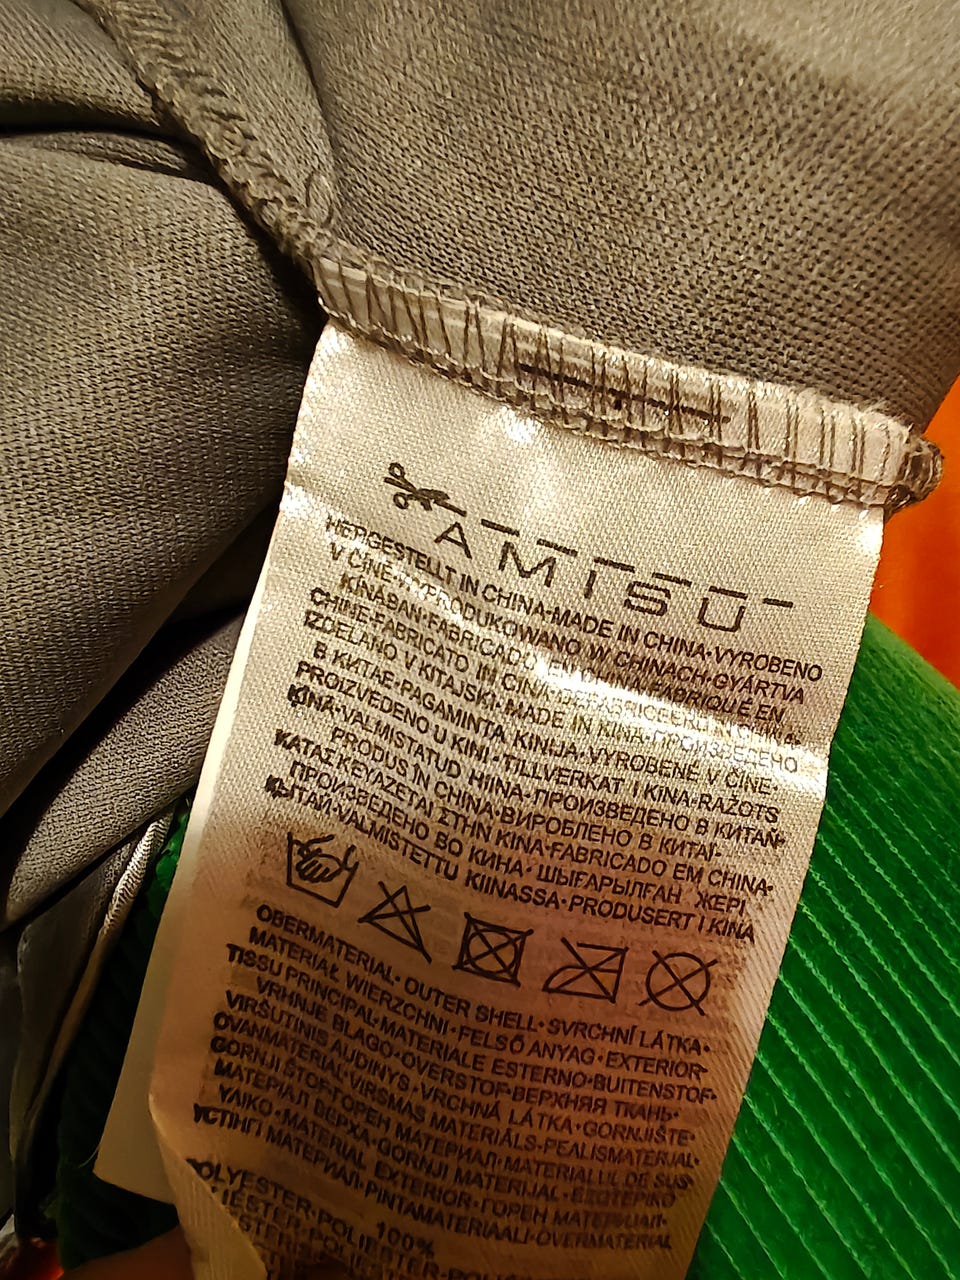 AMISU
HERGESTELLT IN CHINA·MADE IN CHINA·VYROBENO
V ČÍNE·WYPRODUKOWANO W CHINACH·GYÁRTVA
KÍNÁBAN·FABRICADO EN CHINA·FABRIQUÉ EN
CHINE·FABRICATO IN CINA·GEFABRICEERD IN CHINA·
IZDELANO V KITAJSKI·MADE IN KINA·ПРОИЗВЕДЕНО
В КИТАЕ·PAGAMINTA KINIJA·VYROBENÉ V ČÍNE·
PROIZVEDENO U KINI·TILLVERKAT I KINA·RAŽOTS
ĶĪNĀ·VALMISTATUD HIINA·ПРОИЗВЕДЕНО В КИТАЙ·
PRODUS ÎN CHINA·ВИРОБЛЕНО В КИТАЇ·
ΚΑΤΑΣΚΕΥΑΖΕΤΑΙ ΣΤΗΝ ΚΙΝΑ·FABRICADO EM CHINA·
ПРОИЗВЕДЕНО ВО КИНА·ШЫҒАРЫЛҒАН ЖЕРІ
ҚЫТАЙ·VALMISTETTU KIINASSA·PRODUSERT I KINA
OBERMATERIAL·OUTER SHELL·SVRCHNÍ LÁTKA·
MATERIAŁ WIERZCHNI·FELSŐ ANYAG·EXTERIOR·
TISSU PRINCIPAL·MATERIALE ESTERNO·BUITENSTOF·
VRHNJE BLAGO·OVERSTOF·ВЕРХНЯЯ ТКАНЬ·
VIRŠUTINIS AUDINYS·VRCHNÁ LÁTKA·GORNJIŠTE·
OVANMATERIAL·VIRSMAS MATERIĀLS·PEALISMATERJAL·
GORNJI ŠTOF·ГОРЕН МАТЕРИАЛ·MATERIALUL DE SUS·
МАТЕРІАЛ ВЕРХА·GORNJI MATERIJAL·ΕΞΩΤΕΡΙΚΟ
ΥΛΙΚΟ·MATERIAL EXTERIOR·ГОРЕН МАТЕРИЈАЛ·
ҮСТІҢГІ МАТЕРИАЛ·PINTAMATERIAALI·OVERMATERIAL
100%
POLYESTER·POLIESTER·